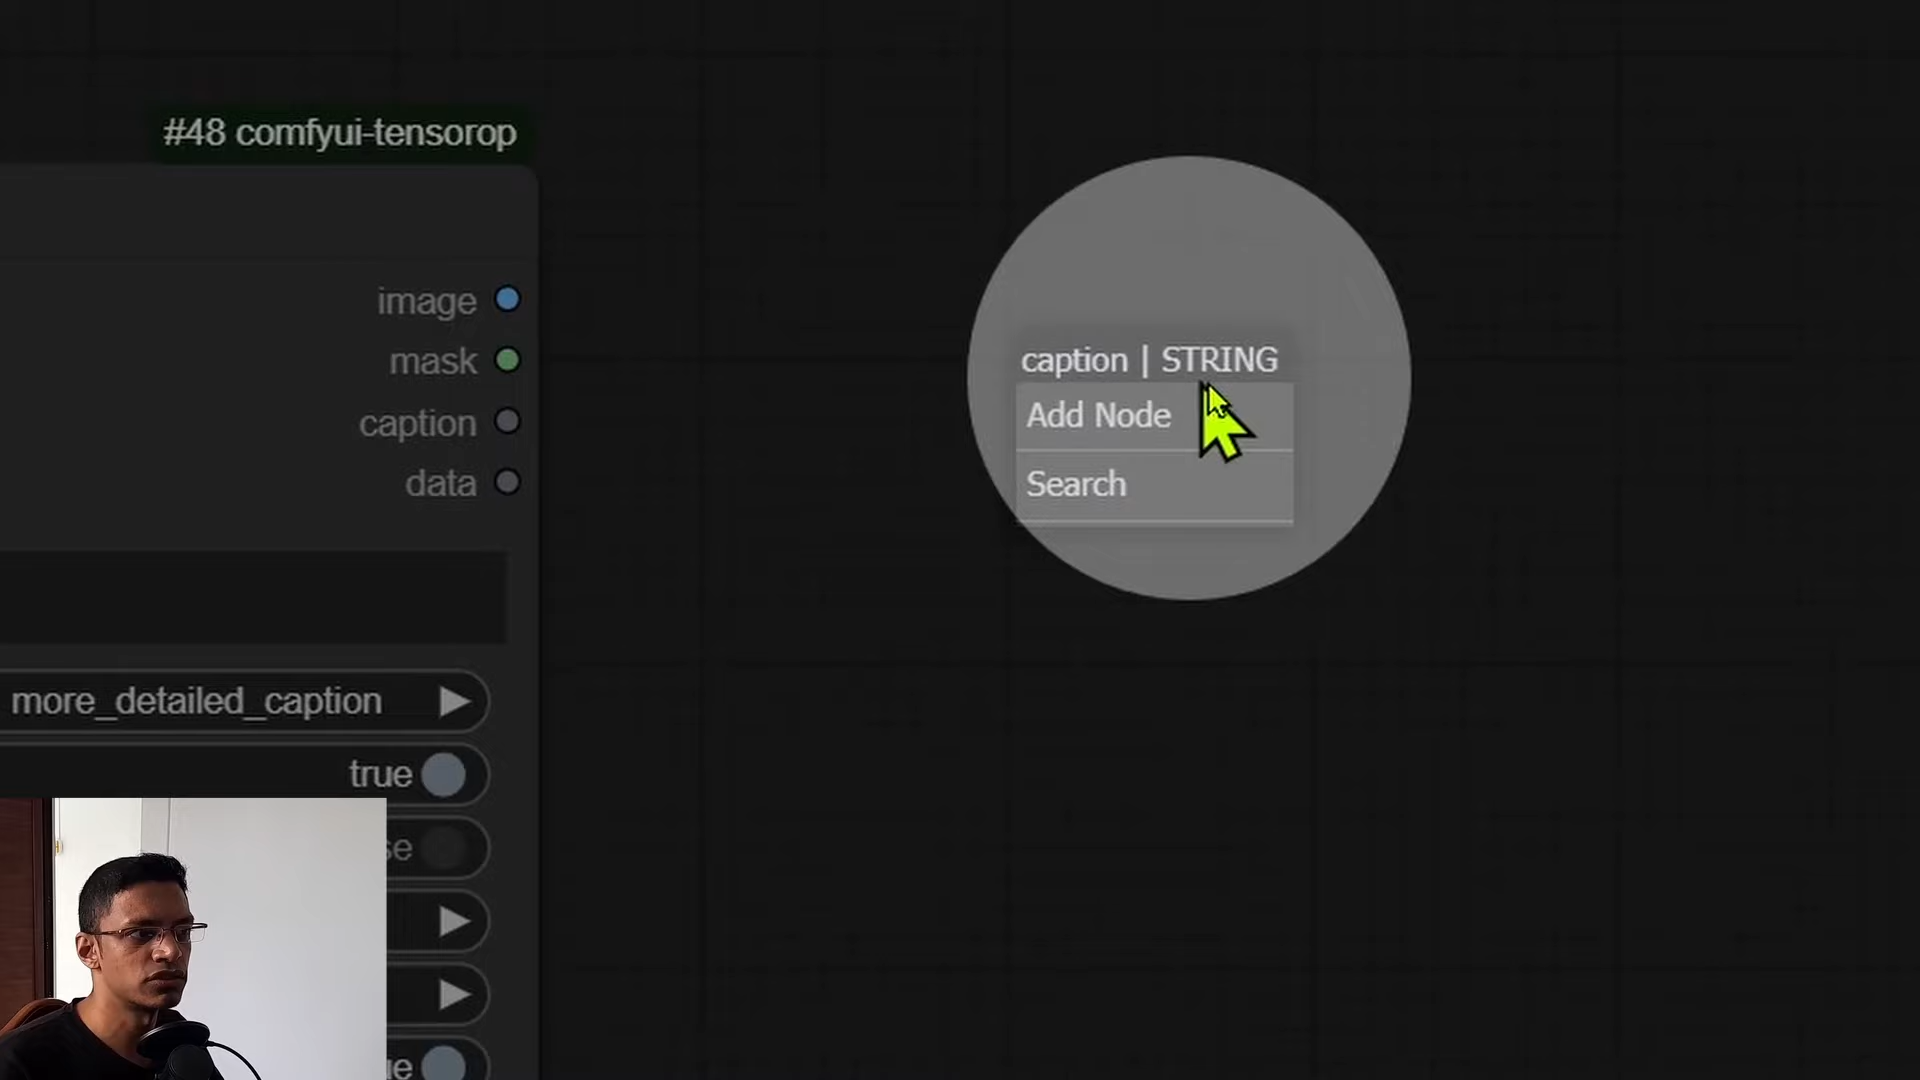 #48 comfyui-tensorop
image
mask
caption
data
caption | STRING
Add Node
Search
more_detailed_caption
true